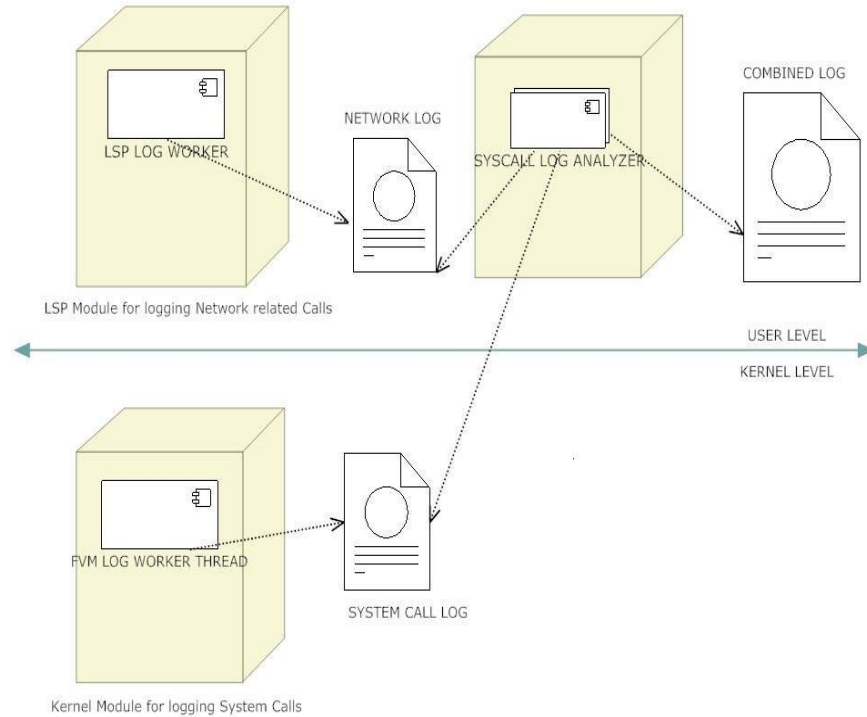 COMBINED LOG
NETWORK LOG
LSP LOG WORKER
SYSCALL LOG ANALYZER
LSP Module for logging Network related Calls
USER LEVEL
KERNEL LEVEL
FVM LOG WORKER THREAD
SYSTEM CALL LOG
Kernel Module for logging System Calls